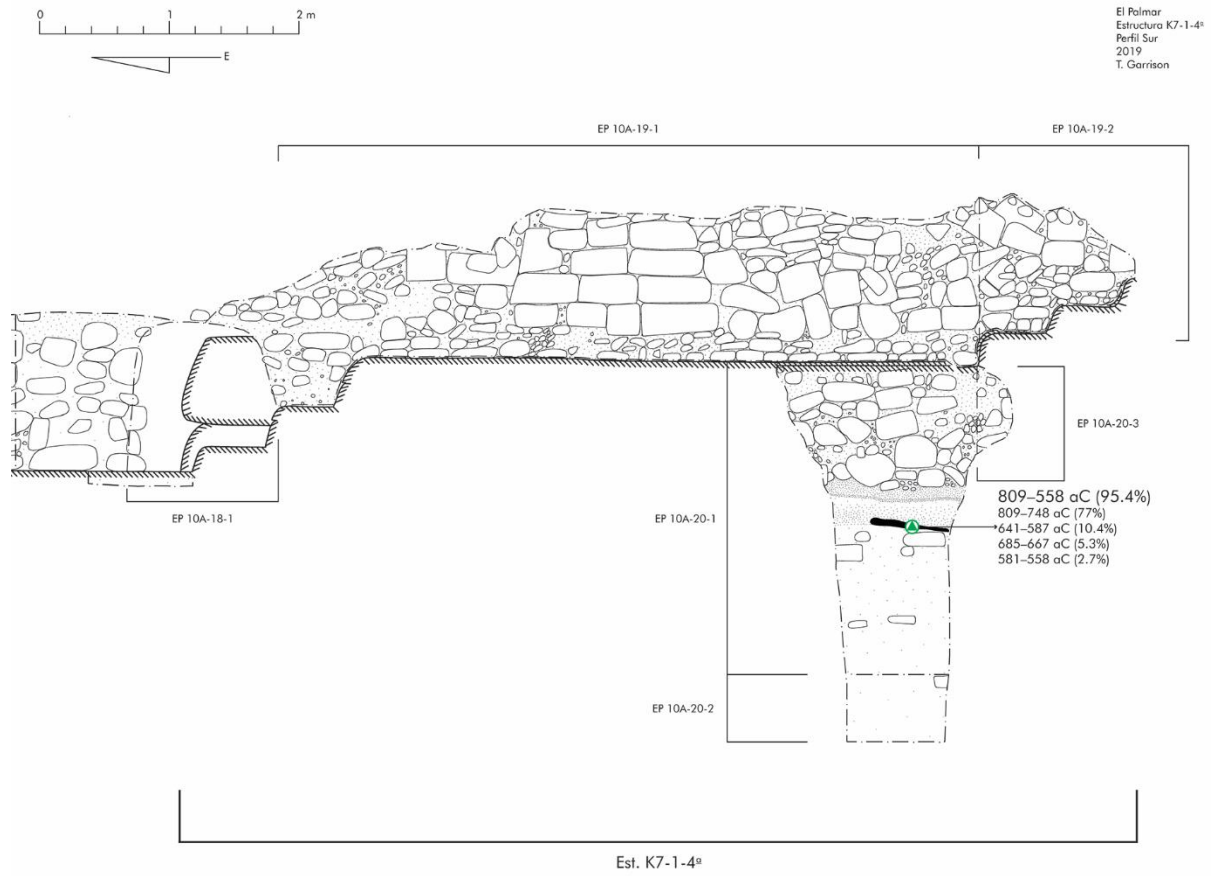 0 1 2 m
E
El Palmar
Estructura K7-1-4ª
Perfil Sur
2019
T. Garrison
EP 10A-19-1
EP 10A-19-2
EP 10A-20-3
EP 10A-18-1
EP 10A-20-1
809–558 aC (95.4%)
809–748 aC (77%)
641–587 aC (10.4%)
685–667 aC (5.3%)
581–558 aC (2.7%)
EP 10A-20-2
Est. K7-1-4ª